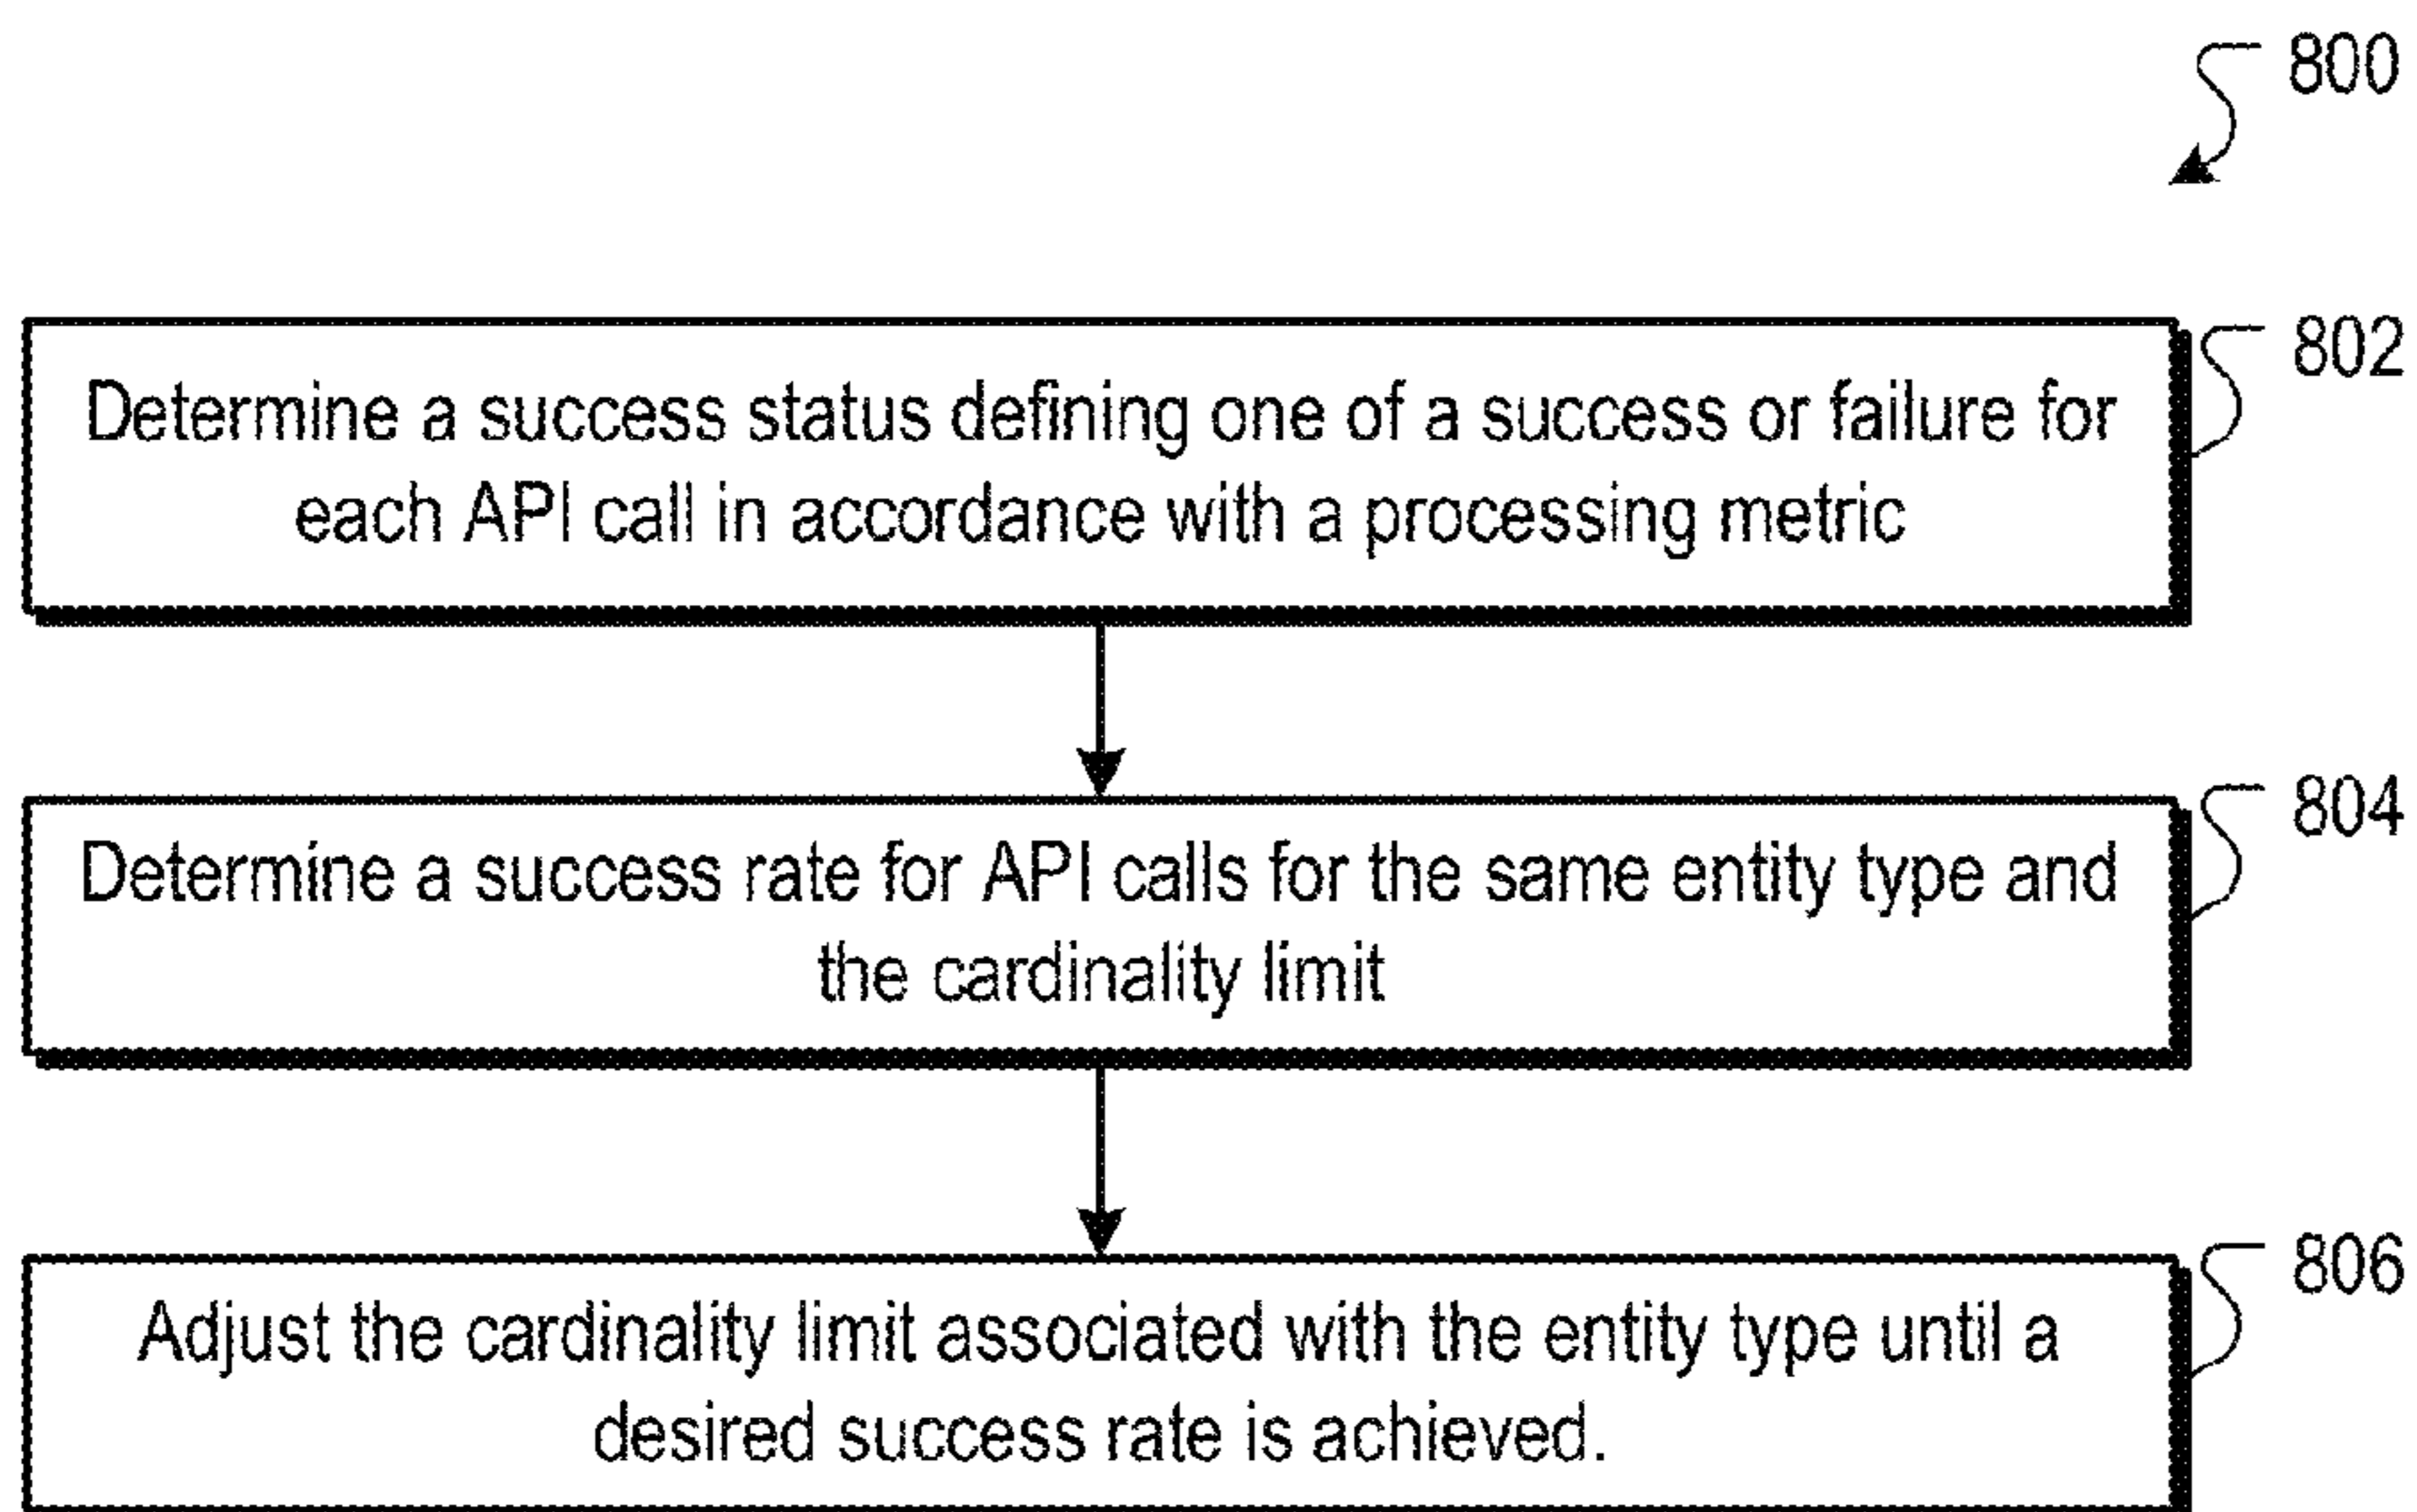 800
802
Determine a success status defining one of a success or failure for
each API call in accordance with a processing metric
804
Determine a success rate for API calls for the same entity type and
the cardinality limit
806
Adjust the cardinality limit associated with the entity type until a
desired success rate is achieved.